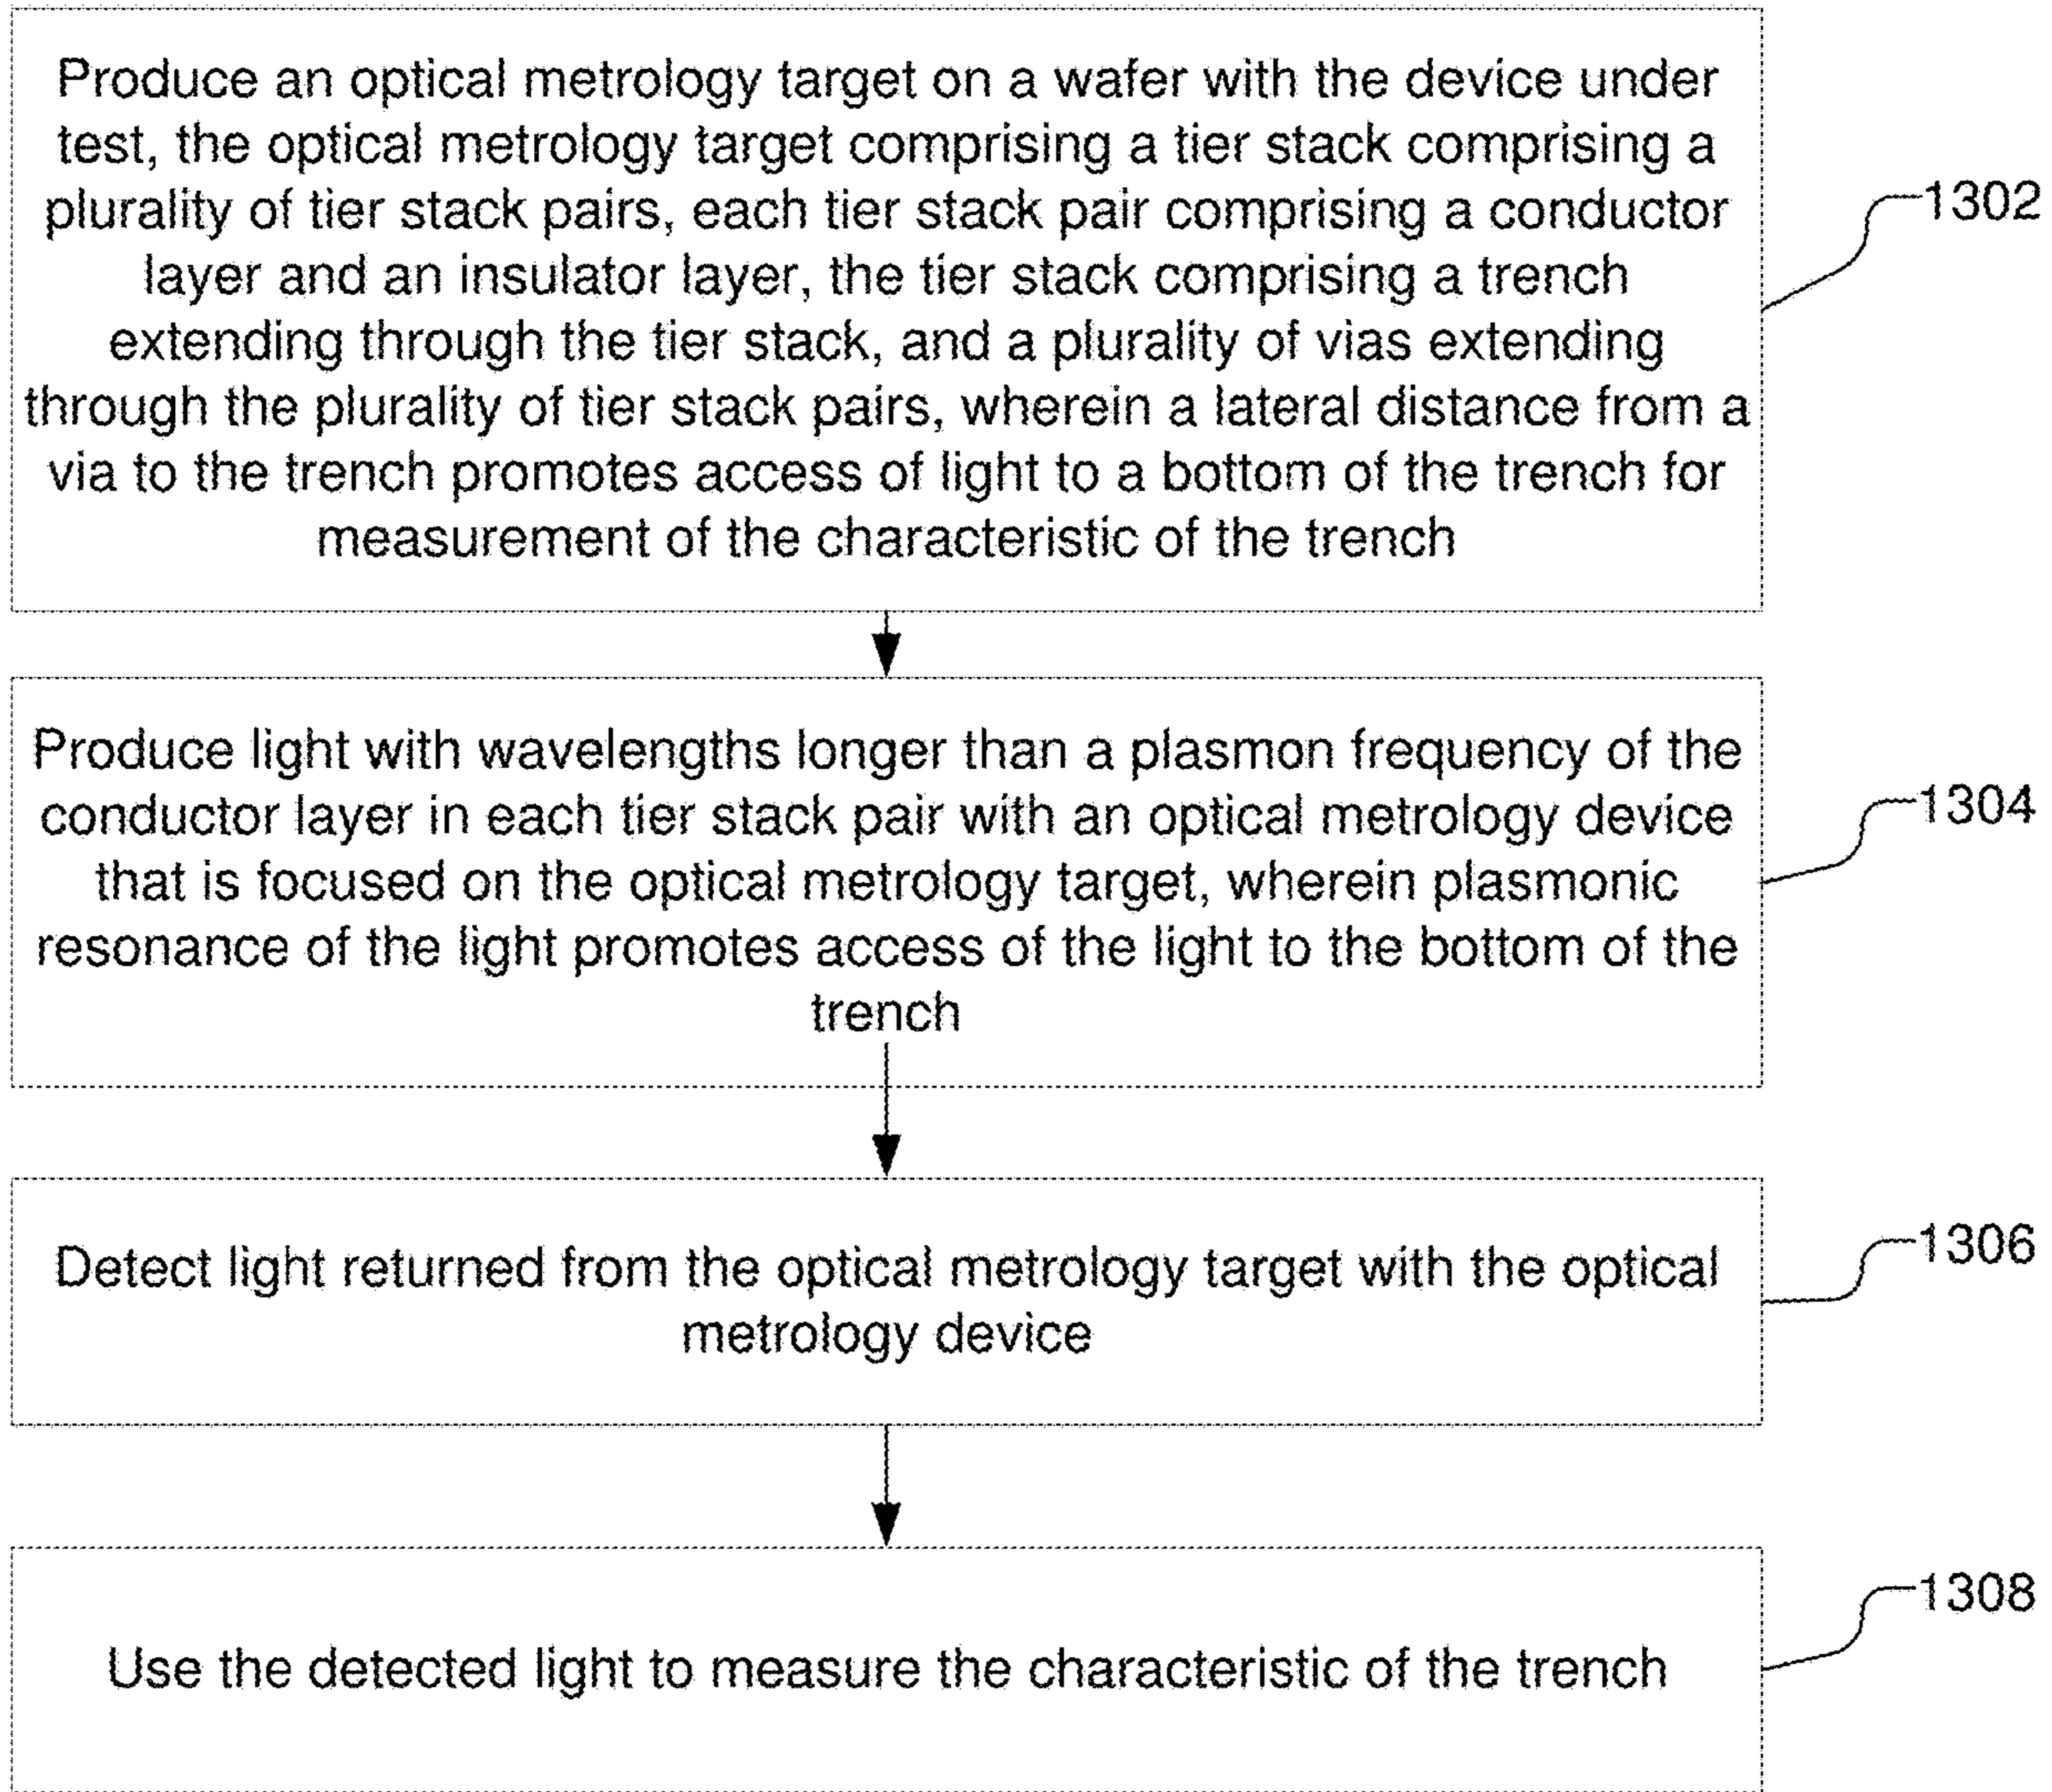 Produce an optical metrology target on a wafer with the device under
test, the optical metrology target comprising a tier stack comprising a
plurality of tier stack pairs, each tier stack pair comprising a conductor
layer and an insulator layer, the tier stack comprising a trench
extending through the tier stack, and a plurality of vias extending
through the plurality of tier stack pairs, wherein a lateral distance from a
via to the trench promotes access of light to a bottom of the trench for
measurement of the characteristic of the trench
1302
Produce light with wavelengths longer than a plasmon frequency of the
conductor layer in each tier stack pair with an optical metrology device
that is focused on the optical metrology target, wherein plasmonic
resonance of the light promotes access of the light to the bottom of the
trench
1304
Detect light returned from the optical metrology target with the optical
metrology device
1306
Use the detected light to measure the characteristic of the trench
1308